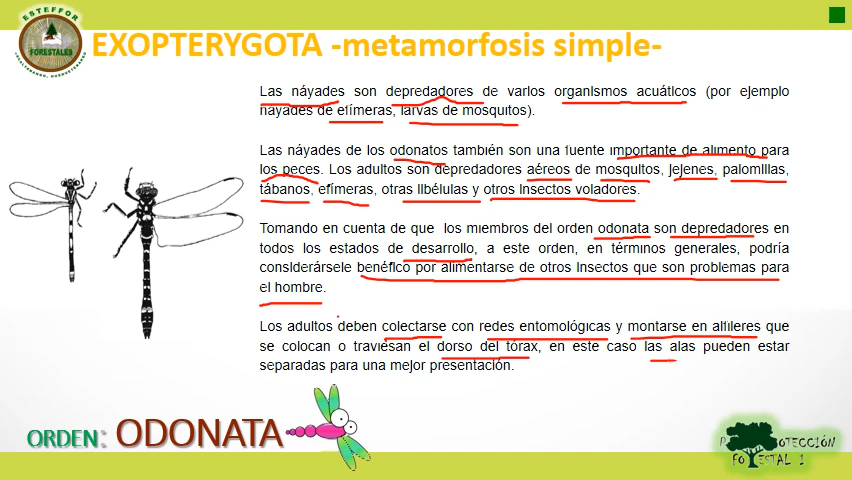 ESTEFFOR
FORESTALES
EXOPTERYGOTA -metamorfosis simple-
Las náyades son depredadores de varios organismos acuáticos (por ejemplo
náyades de efímeras, larvas de mosquitos).
Las náyades de los odonatos también son una fuente importante de alimento para
los peces. Los adultos son depredadores aéreos de mosquitos, jejenes, palomillas,
tábanos, efímeras, otras libélulas y otros insectos voladores.
Tomando en cuenta de que los miembros del orden odonata son depredadores en
todos los estados de desarrollo, a este orden, en términos generales, podría
considerársele benéfico por alimentarse de otros insectos que son problemas para
el hombre.
Los adultos deben colectarse con redes entomológicas y montarse en alfileres que
se colocan o traviesan el dorso del tórax, en este caso las alas pueden estar
separadas para una mejor presentación.
ORDEN: ODONATA